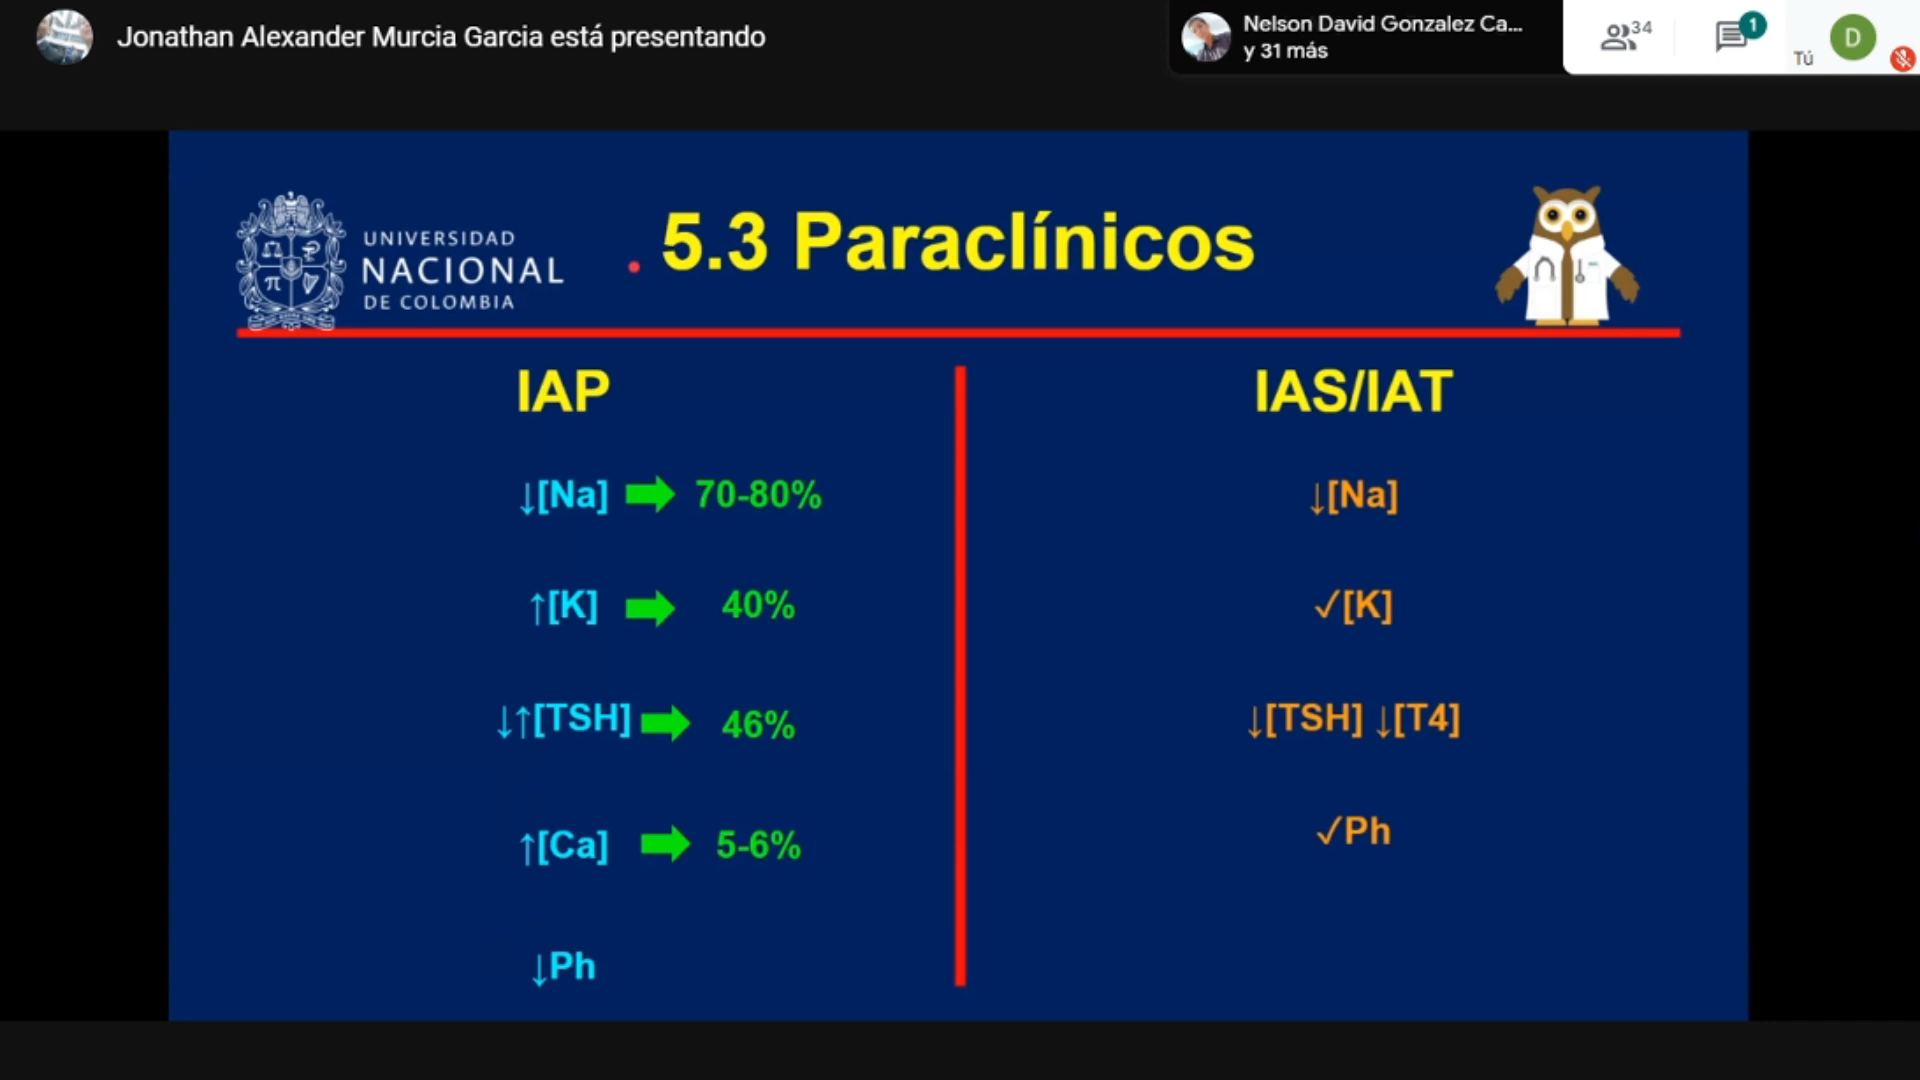 Jonathan Alexander Murcia Garcia está presentando
Nelson David Gonzalez Ca...
y 31 más
34
1
Tú
D
UNIVERSIDAD
NACIONAL
DE COLOMBIA
5.3 Paraclínicos
IAP
↓[Na] 70-80%
↑[K] 40%
↓↑[TSH] 46%
↑[Ca] 5-6%
↓Ph
IAS/IAT
↓[Na]
✓[K]
↓[TSH] ↓[T4]
✓Ph